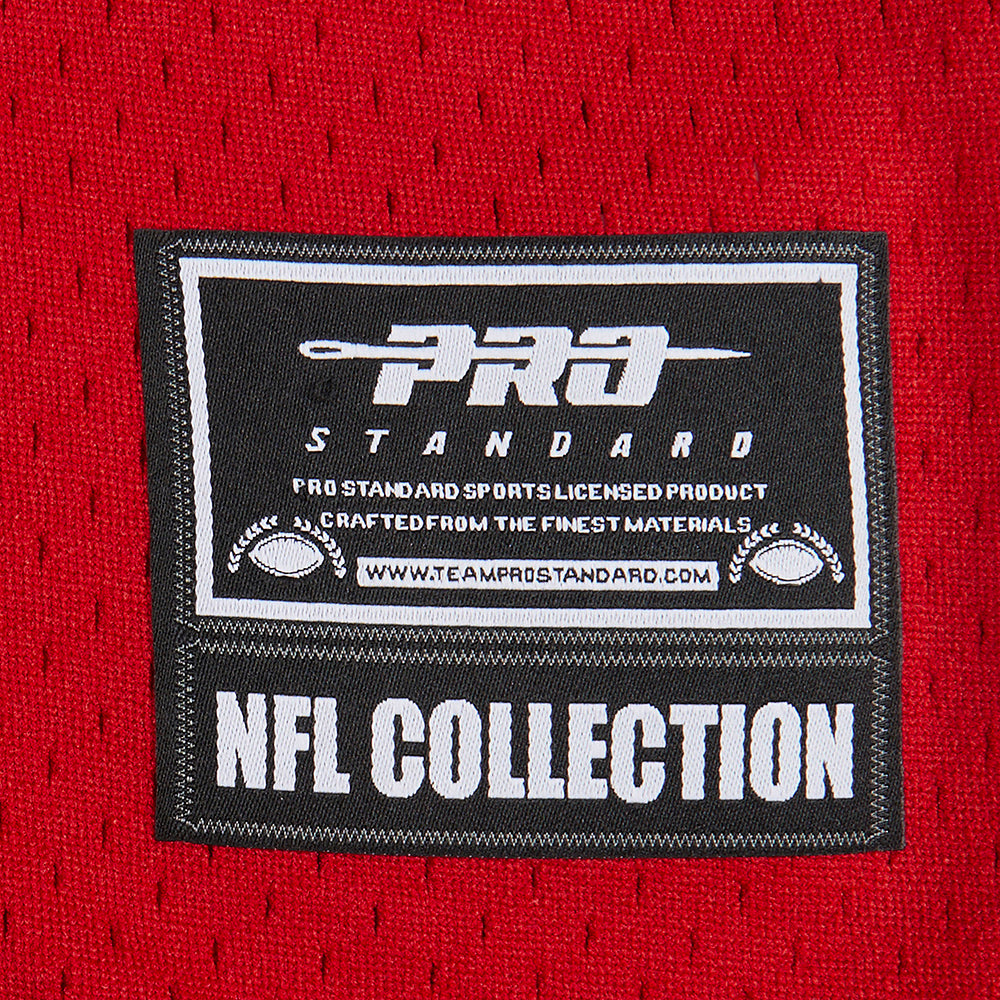 PRO
STANDARD
PRO STANDARD SPORTS LICENSED PRODUCT
CRAFTED FROM THE FINEST MATERIALS
WWW.TEAMPROSTANDARD.COM
NFL COLLECTION